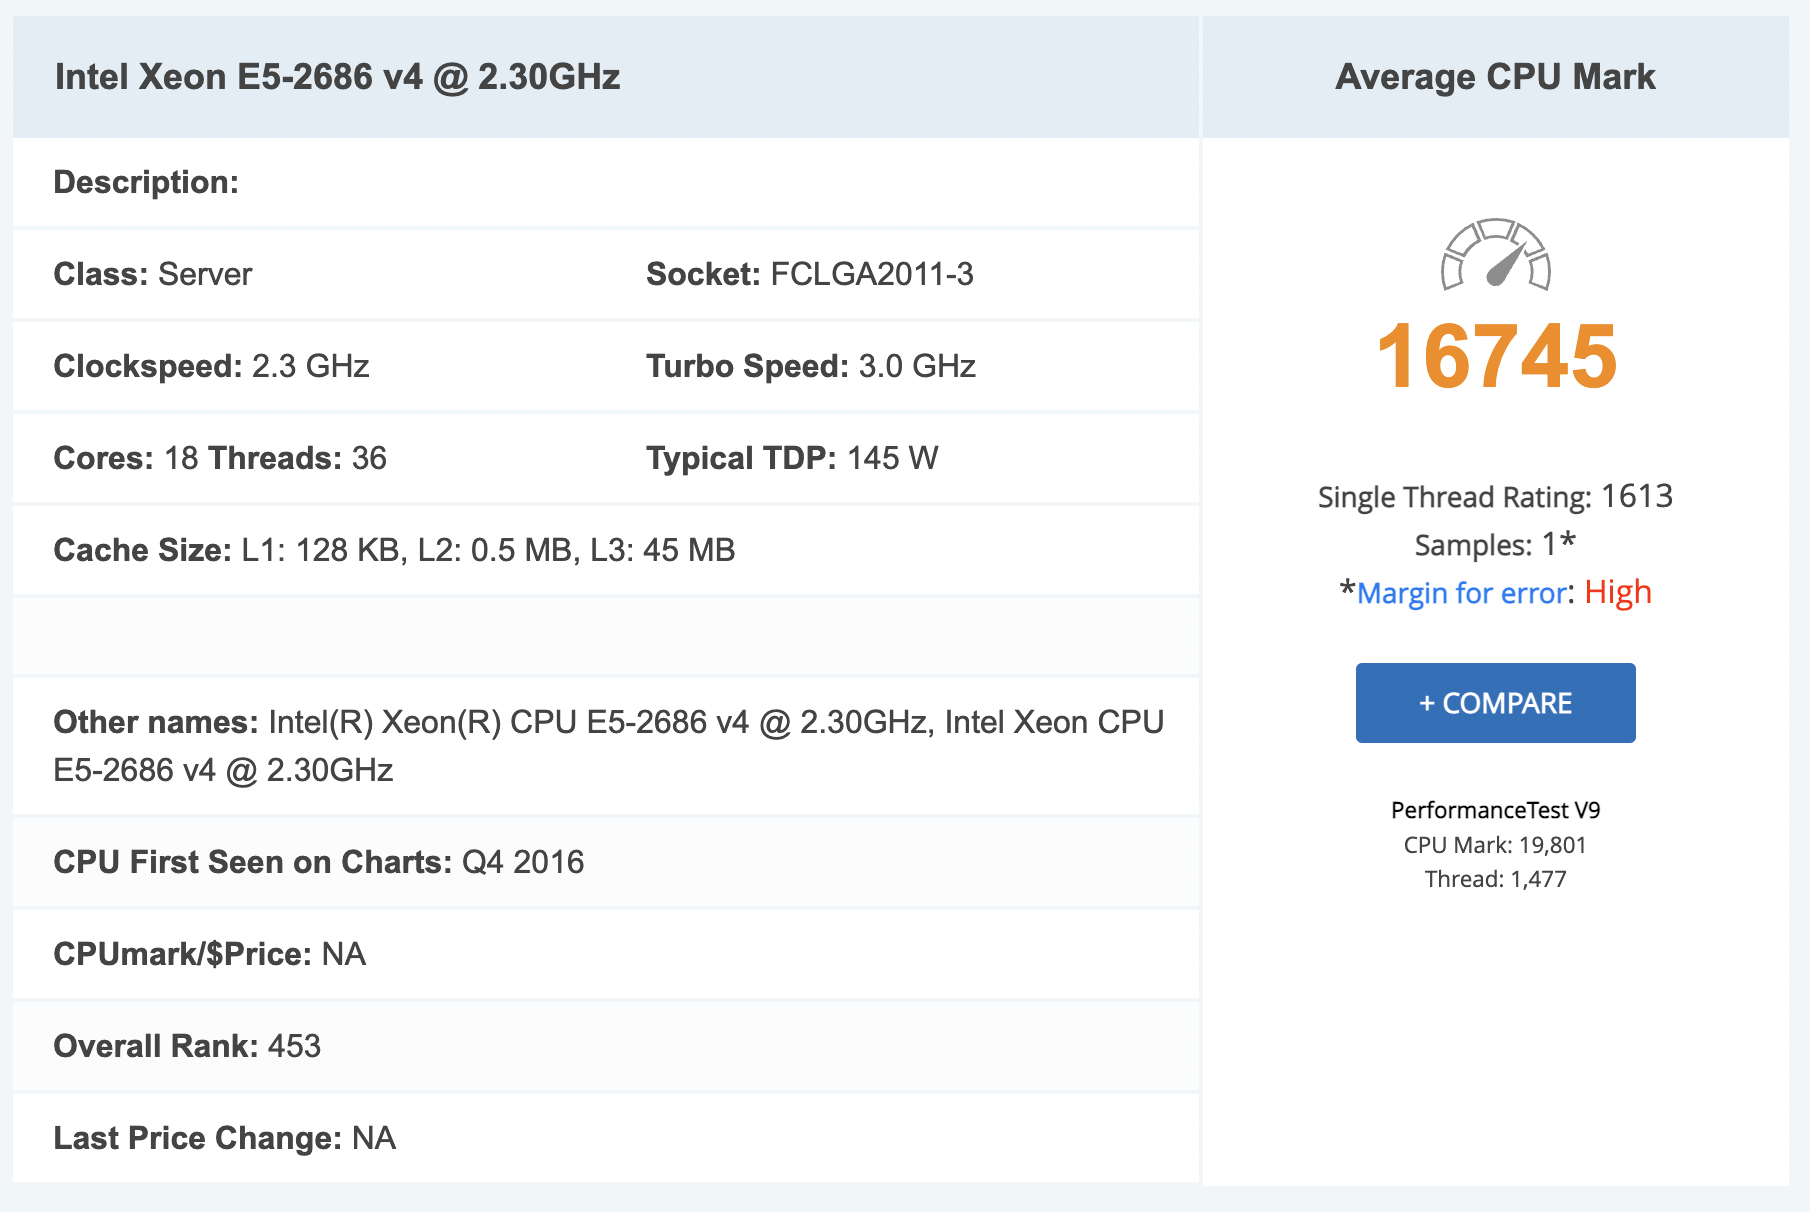 Intel Xeon E5-2686 v4 @ 2.30GHz
Description:
Class: Server
Socket: FCLGA2011-3
Clockspeed: 2.3 GHz
Turbo Speed: 3.0 GHz
Cores: 18 Threads: 36
Typical TDP: 145 W
Cache Size: L1: 128 KB, L2: 0.5 MB, L3: 45 MB
Other names: Intel(R) Xeon(R) CPU E5-2686 v4 @ 2.30GHz, Intel Xeon CPU
E5-2686 v4 @ 2.30GHz
CPU First Seen on Charts: Q4 2016
CPUmark/$Price: NA
Overall Rank: 453
Last Price Change: NA
Average CPU Mark
16745
Single Thread Rating: 1613
Samples: 1*
*Margin for error: High
+ COMPARE
PerformanceTest V9
CPU Mark: 19,801
Thread: 1,477